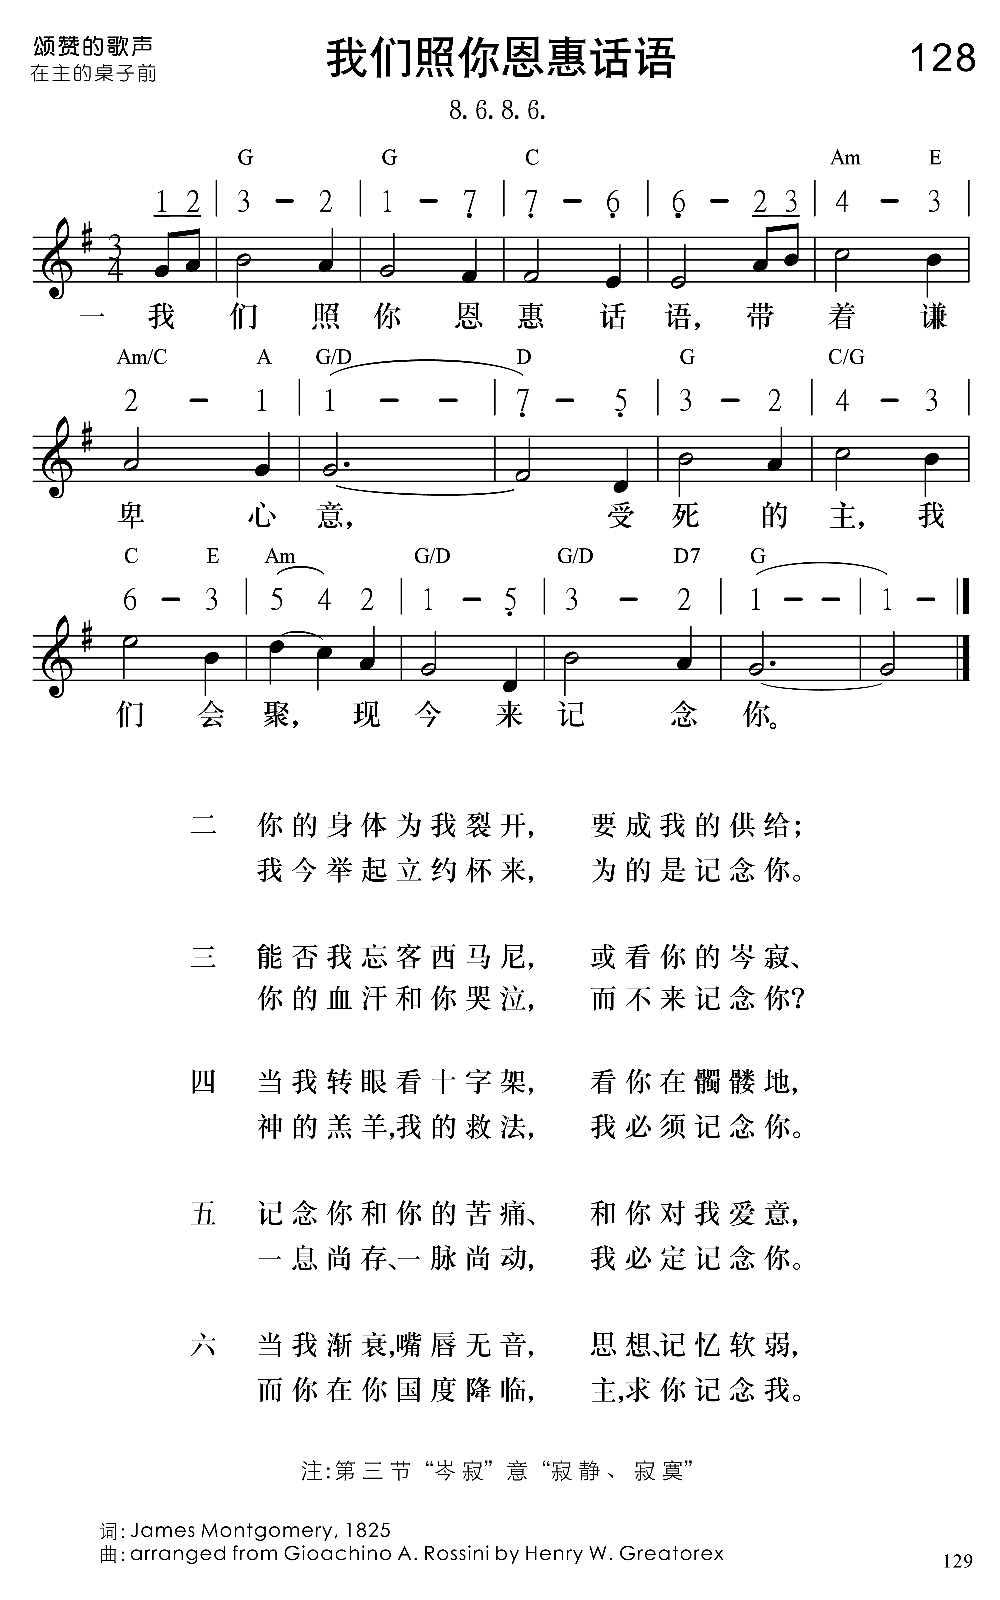 颂赞的歌声
在主的桌子前
我们照你恩惠话语
128
8. 6. 8. 6.
G G C Am E
1 2 | 3 – 2 | 1 – 7̣ | 7̣ – 6̣ | 6̣ – 2 3 | 4 – 3 |
3/4
一 我们照你恩惠话语，带着谦
Am/C A G/D D G C/G
2 – 1 | 1 – – | 7̣ – 5̣ | 3 – 2 | 4 – 3 |
卑心意，受死的主，我
C E Am G/D G/D D7 G
6 – 3 | 5 4 2 | 1 – 5̣ | 3 – 2 | 1 – – | 1 – ‖
们会聚，现今来记念你。
二 你的身体为我裂开， 要成我的供给；
我今举起立约杯来， 为的是记念你。
三 能否我忘客西马尼， 或看你的岑寂、
你的血汗和你哭泣， 而不来记念你？
四 当我转眼看十字架， 看你在髑髅地，
神的羔羊，我的救法， 我必须记念你。
五 记念你和你的苦痛、 和你对我爱意，
一息尚存、一脉尚动， 我必定记念你。
六 当我渐衰，嘴唇无音， 思想、记忆软弱，
而你在你国度降临， 主，求你记念我。
注：第三节“岑寂”意“寂静、寂寞”
词：James Montgomery, 1825
曲：arranged from Gioachino A. Rossini by Henry W. Greatorex
129